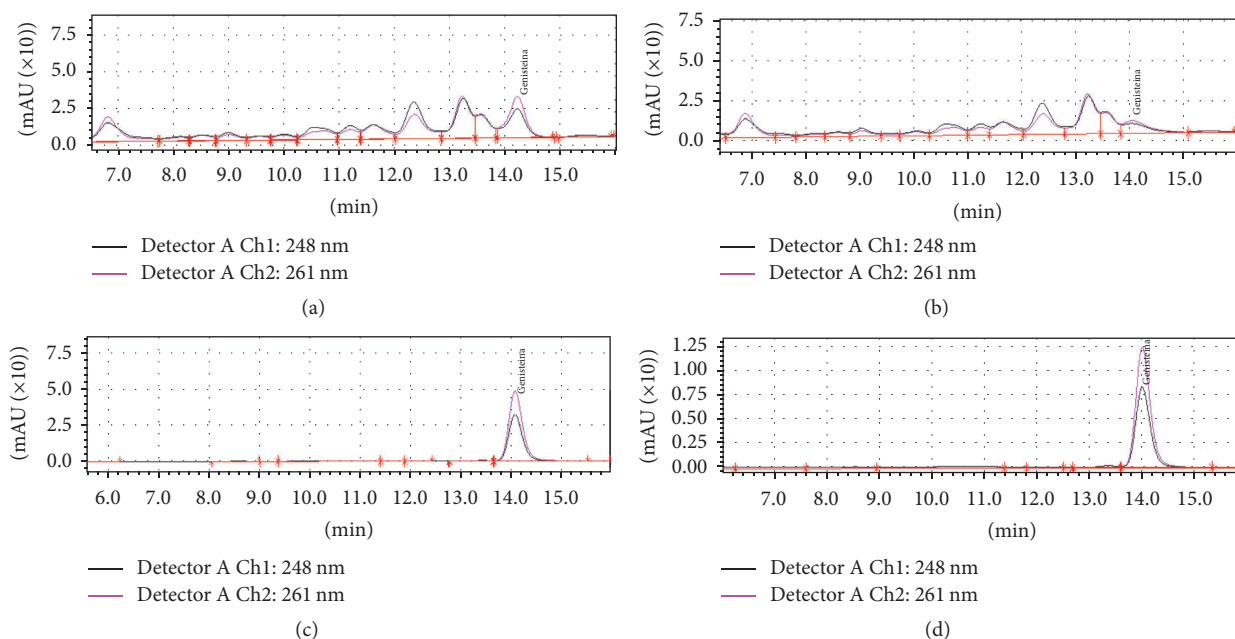 (mAU (×10))
7.5
5.0
2.5
0.0
Genisteina
7.0 8.0 9.0 10.0 11.0 12.0 13.0 14.0 15.0
(min)
Detector A Ch1: 248 nm
Detector A Ch2: 261 nm
(a)
(mAU (×10))
7.5
5.0
2.5
0.0
Genisteina
7.0 8.0 9.0 10.0 11.0 12.0 13.0 14.0 15.0
(min)
Detector A Ch1: 248 nm
Detector A Ch2: 261 nm
(b)
(mAU (×10))
7.5
5.0
2.5
0.0
Genisteina
6.0 7.0 8.0 9.0 10.0 11.0 12.0 13.0 14.0 15.0
(min)
Detector A Ch1: 248 nm
Detector A Ch2: 261 nm
(c)
(mAU (×10))
1.25
1.00
0.75
0.50
0.25
0.00
Genisteina
7.0 8.0 9.0 10.0 11.0 12.0 13.0 14.0 15.0
(min)
Detector A Ch1: 248 nm
Detector A Ch2: 261 nm
(d)